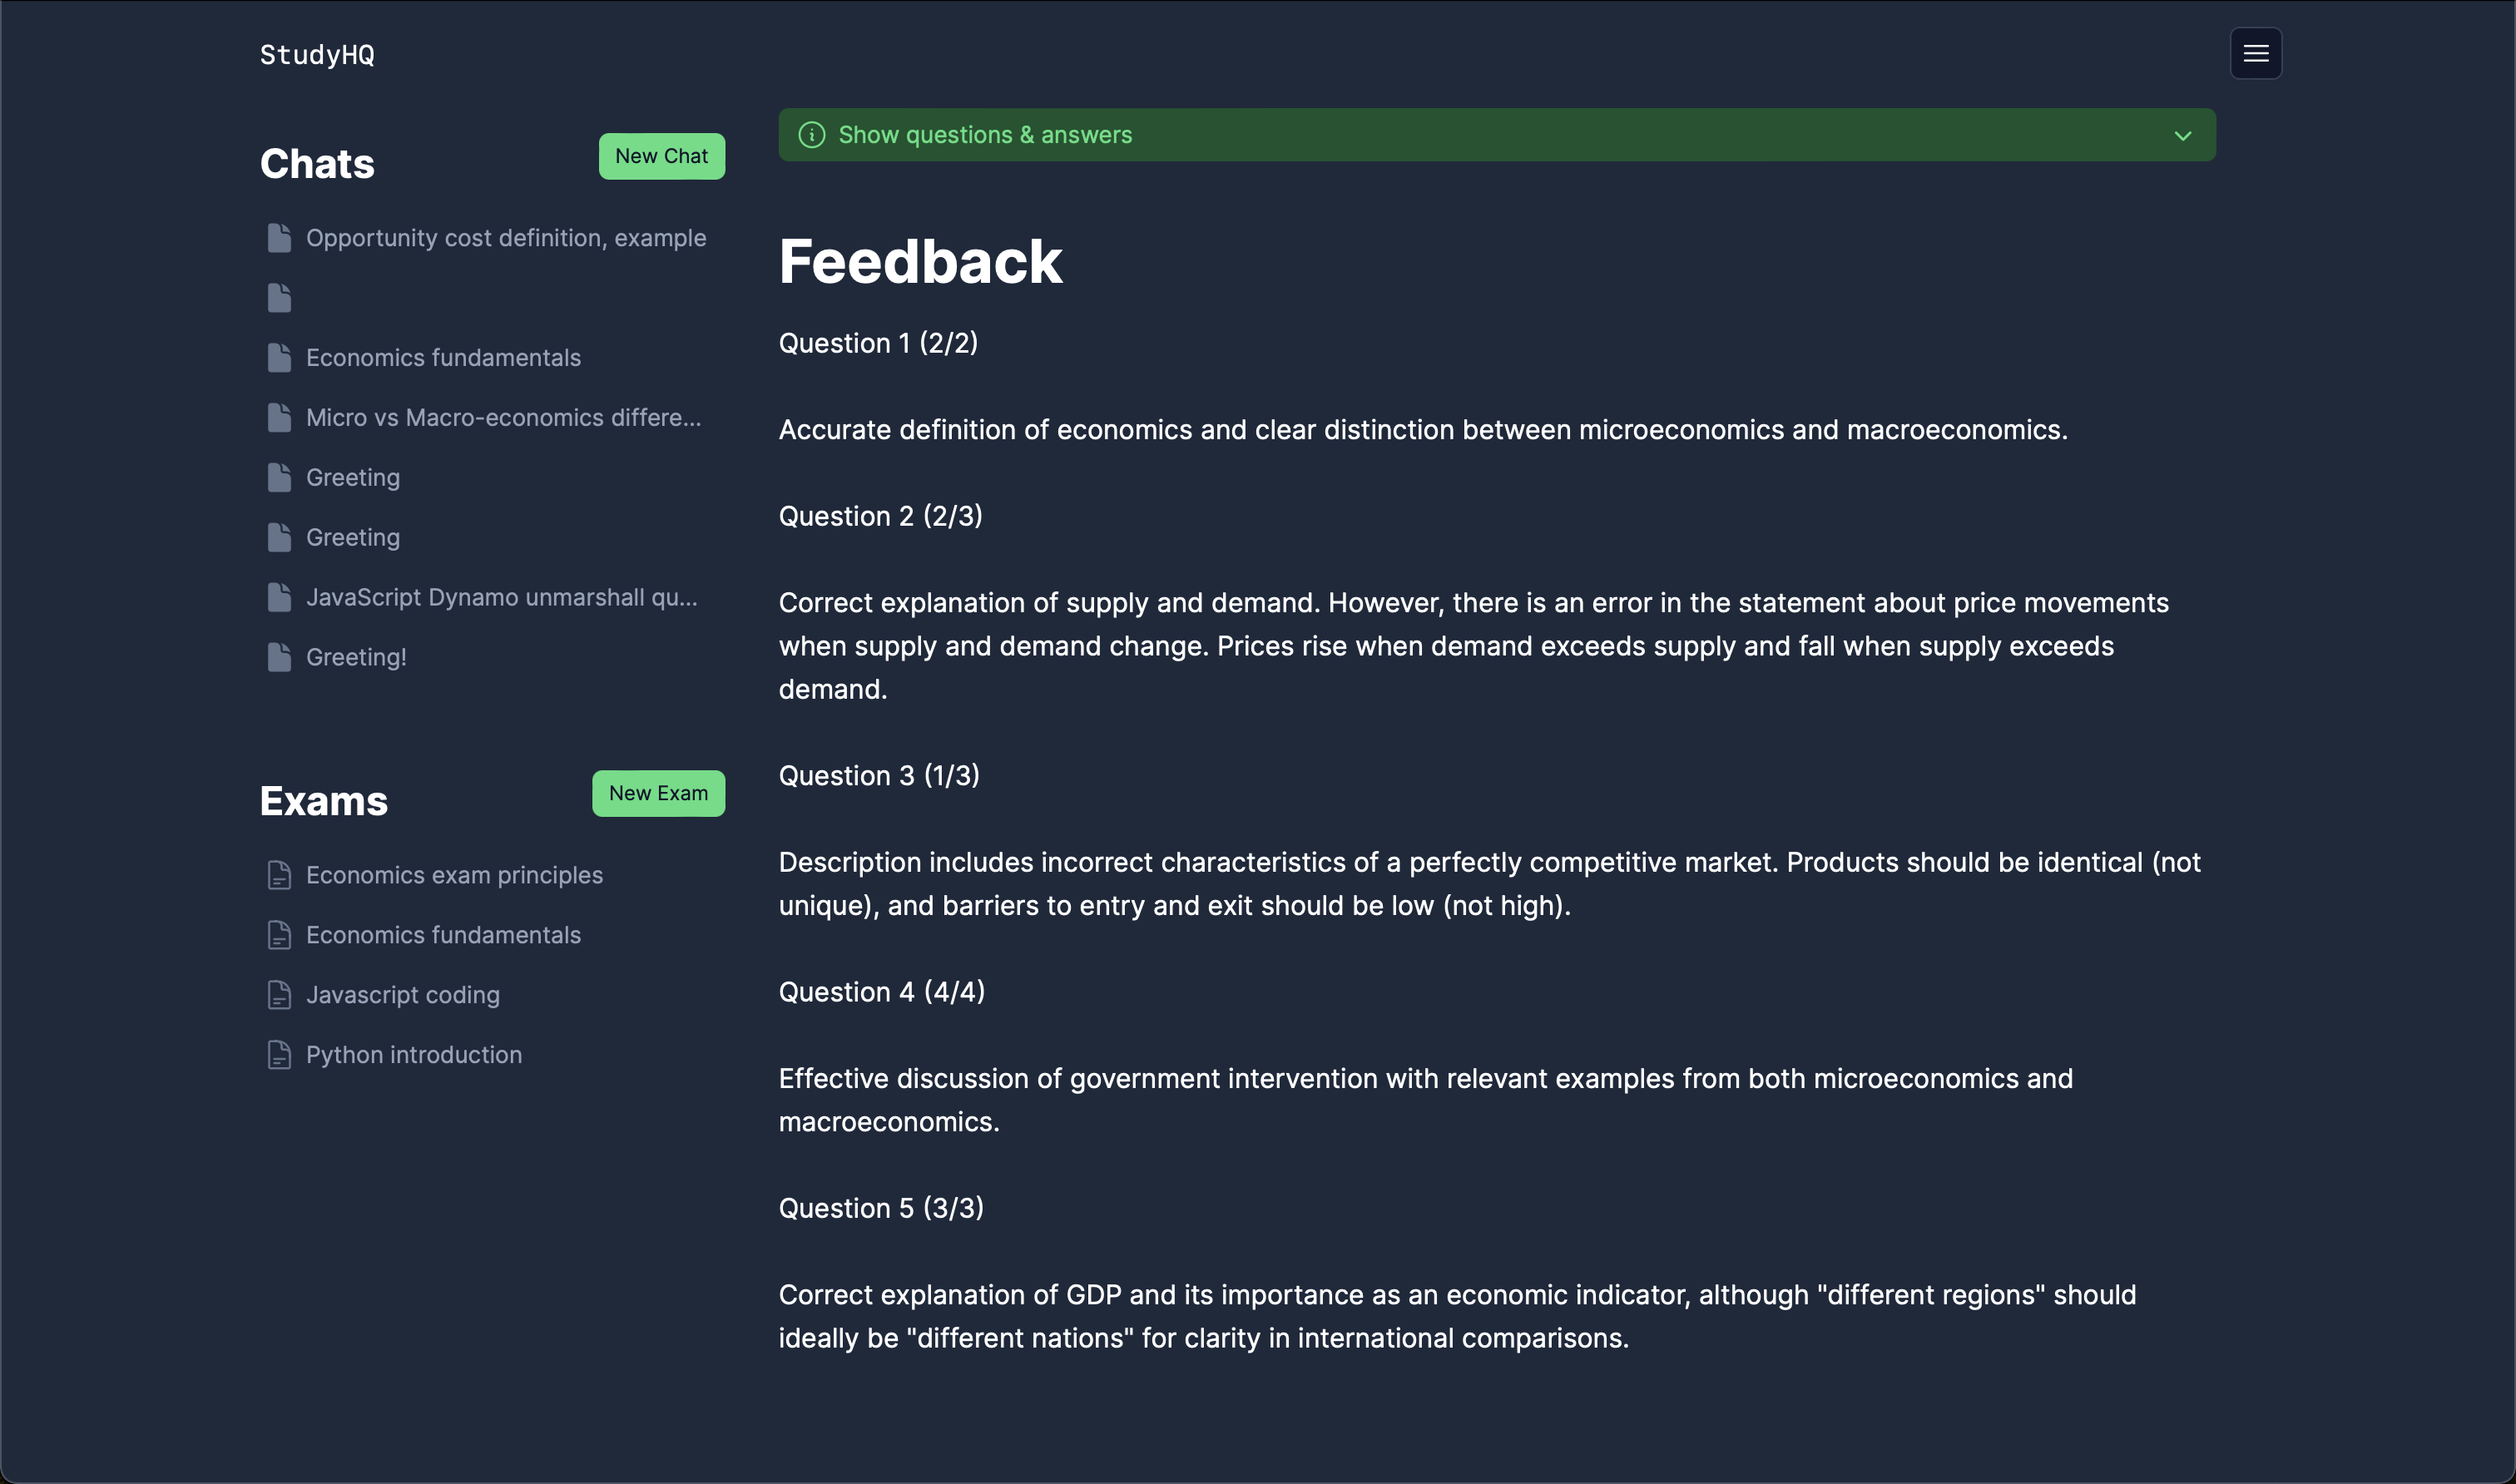 StudyHQ
Chats
New Chat
Opportunity cost definition, example
Economics fundamentals
Micro vs Macro-economics differe...
Greeting
Greeting
JavaScript Dynamo unmarshall qu...
Greeting!
Exams
New Exam
Economics exam principles
Economics fundamentals
Javascript coding
Python introduction
Show questions & answers
Feedback
Question 1 (2/2)
Accurate definition of economics and clear distinction between microeconomics and macroeconomics.
Question 2 (2/3)
Correct explanation of supply and demand. However, there is an error in the statement about price movements
when supply and demand change. Prices rise when demand exceeds supply and fall when supply exceeds
demand.
Question 3 (1/3)
Description includes incorrect characteristics of a perfectly competitive market. Products should be identical (not
unique), and barriers to entry and exit should be low (not high).
Question 4 (4/4)
Effective discussion of government intervention with relevant examples from both microeconomics and
macroeconomics.
Question 5 (3/3)
Correct explanation of GDP and its importance as an economic indicator, although "different regions" should
ideally be "different nations" for clarity in international comparisons.